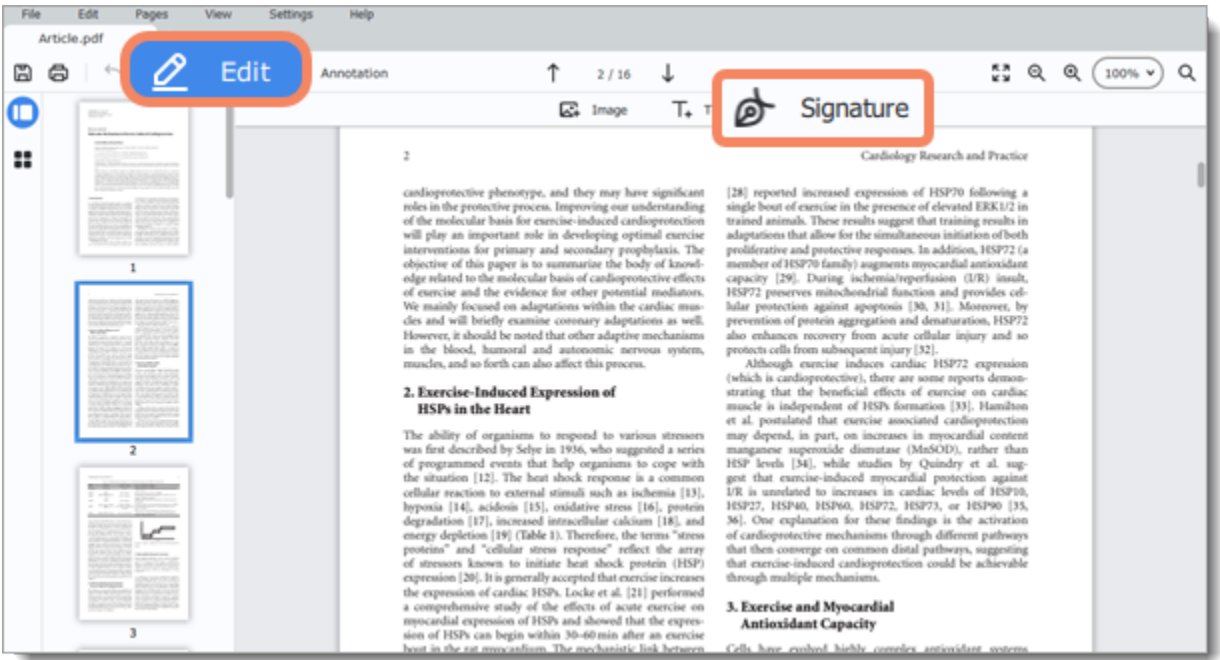 File Edit Pages View Settings Help
Article.pdf
Edit Annotation 2 / 16 100%
Image T Signature
1
2
3
2 Cardiology Research and Practice
cardioprotective phenotype, and they may have significant
roles in the protective process. Improving our understanding
of the molecular basis for exercise-induced cardioprotection
will play an important role in developing optimal exercise
interventions for primary and secondary prophylaxis. The
objective of this paper is to summarize the body of knowl-
edge related to the molecular basis of cardioprotective effects
of exercise and the evidence for other potential mediators.
We mainly focused on adaptations within the cardiac mus-
cles and will briefly examine coronary adaptations as well.
However, it should be noted that other adaptive mechanisms
in the blood, humoral and autonomic nervous system,
muscles, and so forth can also affect this process.
2. Exercise-Induced Expression of
HSPs in the Heart
The ability of organisms to respond to various stressors
was first described by Selye in 1936, who suggested a series
of programmed events that help organisms to cope with
the situation [12]. The heat shock response is a common
cellular reaction to external stimuli such as ischemia [13],
hypoxia [14], acidosis [15], oxidative stress [16], protein
degradation [17], increased intracellular calcium [18], and
energy depletion [19] (Table 1). Therefore, the terms "stress
proteins" and "cellular stress response" reflect the array
of stressors known to initiate heat shock protein (HSP)
expression [20]. It is generally accepted that exercise increases
the expression of cardiac HSPs. Locke et al. [21] performed
a comprehensive study of the effects of acute exercise on
myocardial expression of HSPs and showed that the expres-
sion of HSPs can begin within 30–60 min after an exercise
bout in the rat myocardium. The mechanistic link between
[28] reported increased expression of HSP70 following a
single bout of exercise in the presence of elevated ERK1/2 in
trained animals. These results suggest that training results in
adaptations that allow for the simultaneous initiation of both
proliferative and protective responses. In addition, HSP72 (a
member of HSP70 family) augments myocardial antioxidant
capacity [29]. During ischemia/reperfusion (I/R) insult,
HSP72 preserves mitochondrial function and provides cel-
lular protection against apoptosis [30, 31]. Moreover, by
prevention of protein aggregation and denaturation, HSP72
also enhances recovery from acute cellular injury and so
protects cells from subsequent injury [32].
Although exercise induces cardiac HSP72 expression
(which is cardioprotective), there are some reports demon-
strating that the beneficial effects of exercise on cardiac
muscle is independent of HSPs formation [33]. Hamilton
et al. postulated that exercise associated cardioprotection
may depend, in part, on increases in myocardial content
manganese superoxide dismutase (MnSOD), rather than
HSP levels [34], while studies by Quindry et al. sug-
gest that exercise-induced myocardial protection against
I/R is unrelated to increases in cardiac levels of HSP10,
HSP27, HSP40, HSP60, HSP72, HSP73, or HSP90 [35,
36]. One explanation for these findings is the activation
of cardioprotective mechanisms through different pathways
that then converge on common distal pathways, suggesting
that exercise-induced cardioprotection could be achievable
through multiple mechanisms.
3. Exercise and Myocardial
Antioxidant Capacity
Cells have evolved highly complex antioxidant systems